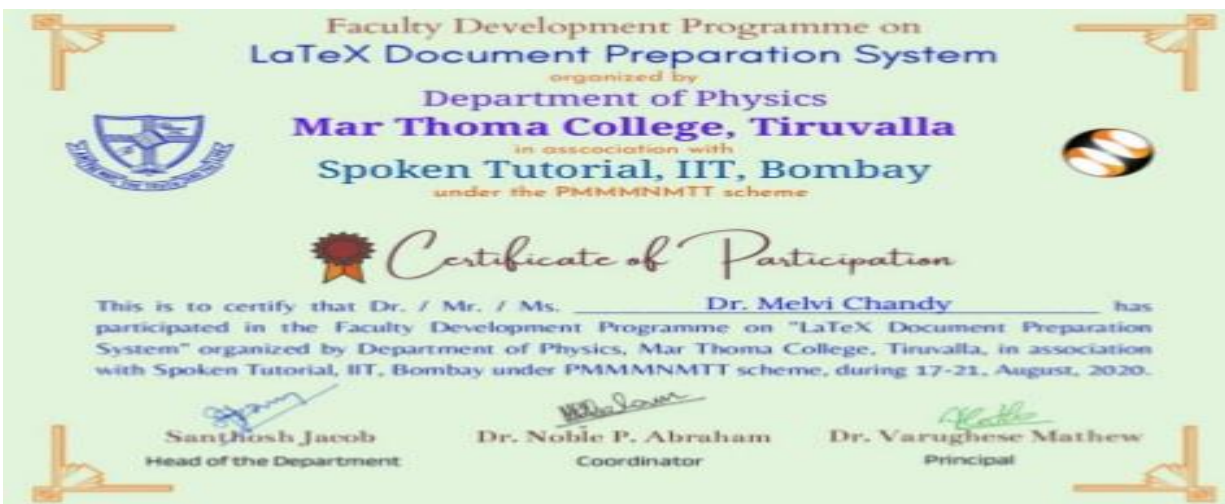 Faculty Development Programme on
LaTeX Document Preparation System
organized by
Department of Physics
Mar Thoma College, Tiruvalla
in asscociation with
Spoken Tutorial, IIT, Bombay
under the PMMMNMTT scheme
Certificate of Participation
This is to certify that Dr. / Mr. / Ms. Dr. Melvi Chandy has
participated in the Faculty Development Programme on "LaTeX Document Preparation
System" organized by Department of Physics, Mar Thoma College, Tiruvalla, in association
with Spoken Tutorial, IIT, Bombay under PMMMNMTT scheme, during 17-21, August, 2020.
Santhosh Jacob Dr. Noble P. Abraham Dr. Varughese Mathew
Head of the Department Coordinator Principal